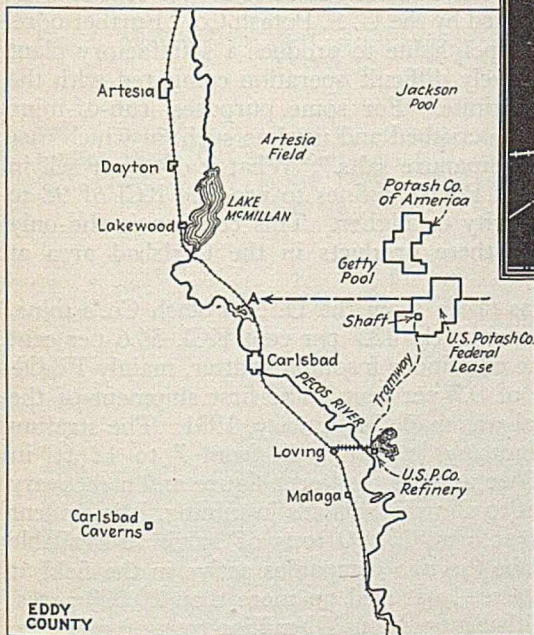 Artesia
Jackson
Pool
Artesia
Field
Dayton
Potash Co.
of America
LAKE
McMILLAN
Lakewood
Getty
Pool
A
Shaft
U.S. Potash Co.
Federal
Lease
Carlsbad
Tramway
PECOS RIVER
Loving
U.S.P. Co.
Refinery
Malaga
Carlsbad
Caverns
EDDY
COUNTY